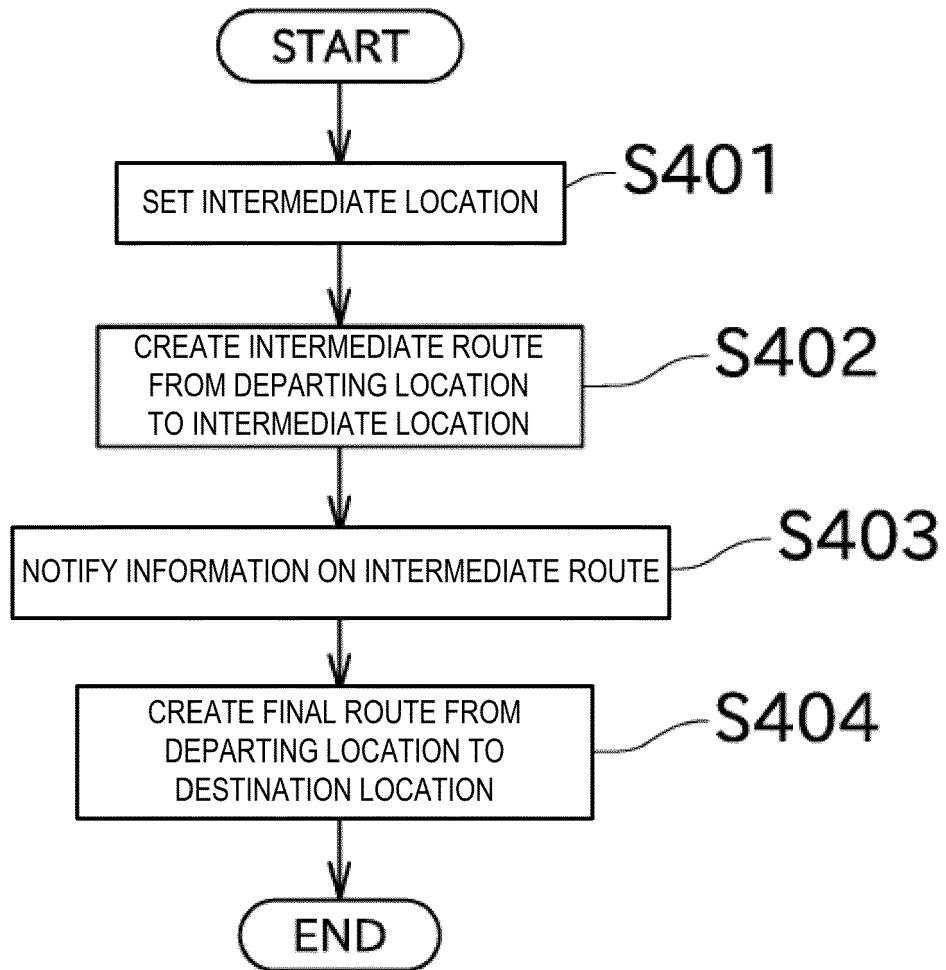 START
SET INTERMEDIATE LOCATION
S401
CREATE INTERMEDIATE ROUTE
FROM DEPARTING LOCATION
TO INTERMEDIATE LOCATION
S402
NOTIFY INFORMATION ON INTERMEDIATE ROUTE
S403
CREATE FINAL ROUTE FROM
DEPARTING LOCATION TO
DESTINATION LOCATION
S404
END